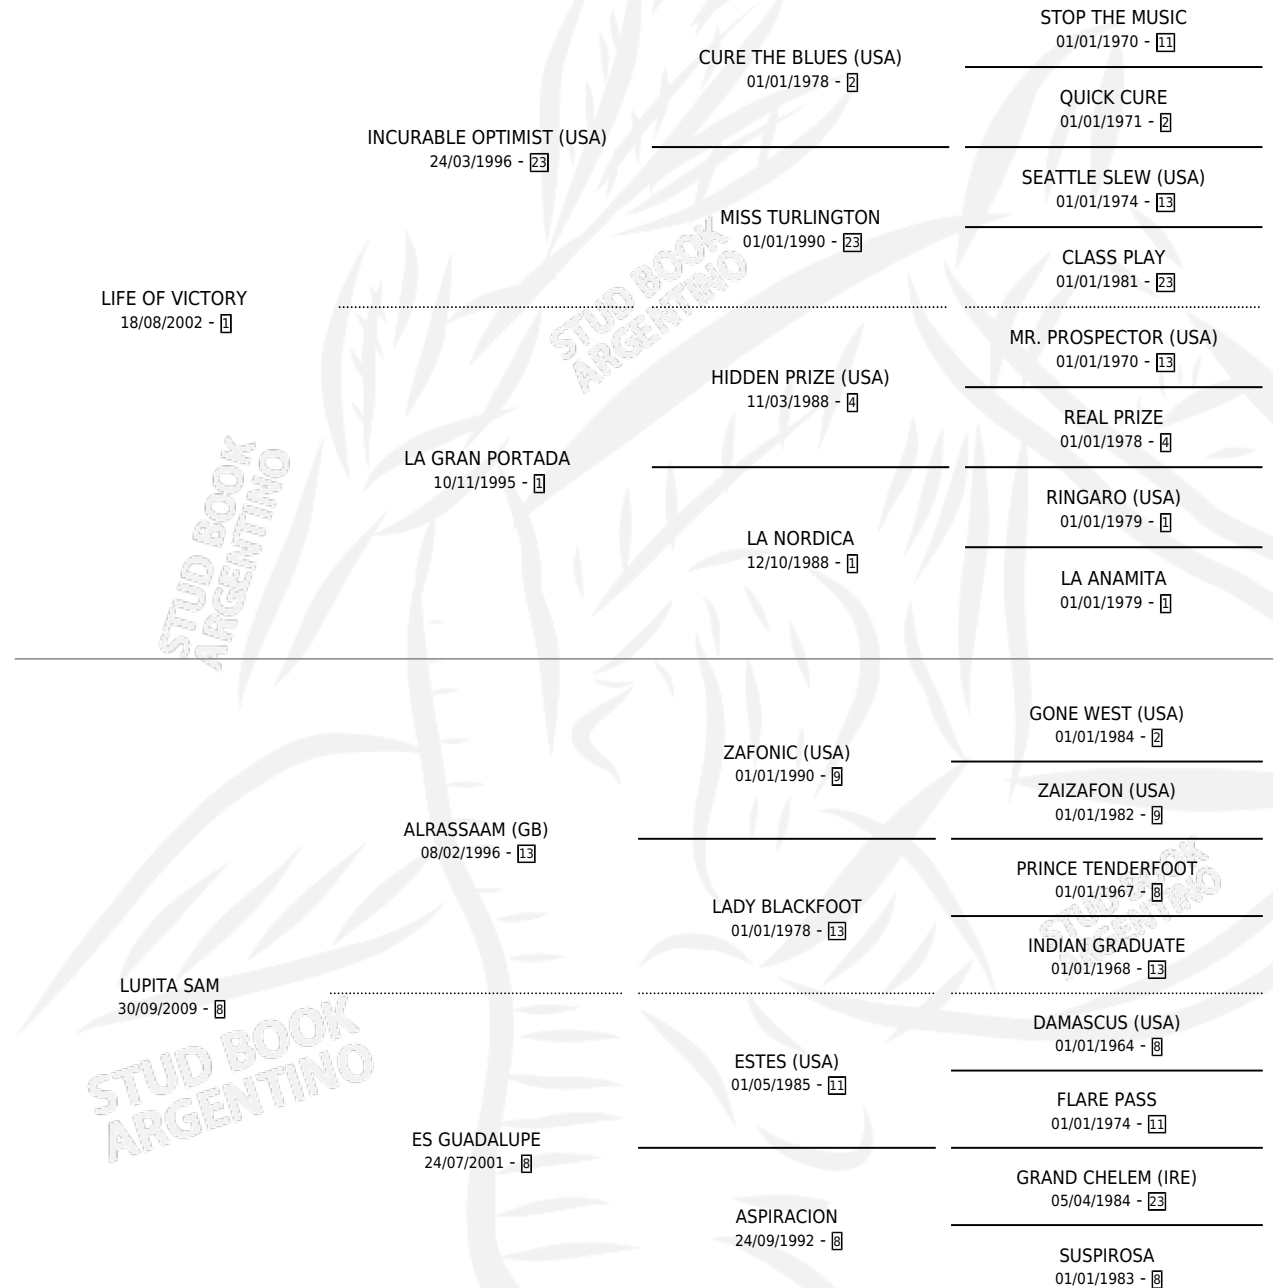 STOP THE MUSIC
01/01/1970 - 11
CURE THE BLUES (USA)
01/01/1978 - 2
QUICK CURE
01/01/1971 - 2
INCURABLE OPTIMIST (USA)
24/03/1996 - 23
SEATTLE SLEW (USA)
01/01/1974 - 13
MISS TURLINGTON
01/01/1990 - 23
CLASS PLAY
01/01/1981 - 23
LIFE OF VICTORY
18/08/2002 - 1
MR. PROSPECTOR (USA)
01/01/1970 - 13
HIDDEN PRIZE (USA)
11/03/1988 - 4
REAL PRIZE
01/01/1978 - 4
LA GRAN PORTADA
10/11/1995 - 1
RINGARO (USA)
01/01/1979 - 1
LA NORDICA
12/10/1988 - 1
LA ANAMITA
01/01/1979 - 1
GONE WEST (USA)
01/01/1984 - 2
ZAFONIC (USA)
01/01/1990 - 9
ZAIZAFON (USA)
01/01/1982 - 9
ALRASSAAM (GB)
08/02/1996 - 13
PRINCE TENDERFOOT
01/01/1967 - 8
LADY BLACKFOOT
01/01/1978 - 13
INDIAN GRADUATE
01/01/1968 - 13
LUPITA SAM
30/09/2009 - 8
DAMASCUS (USA)
01/01/1964 - 8
ESTES (USA)
01/05/1985 - 11
FLARE PASS
01/01/1974 - 11
ES GUADALUPE
24/07/2001 - 8
GRAND CHELEM (IRE)
05/04/1984 - 23
ASPIRACION
24/09/1992 - 8
SUSPIROSA
01/01/1983 - 8
STUD BOOK
ARGENTINO
STUD BOOK
ARGENTINO
STUD BOOK
ARGENTINO
STUD BOOK
ARGENTINO